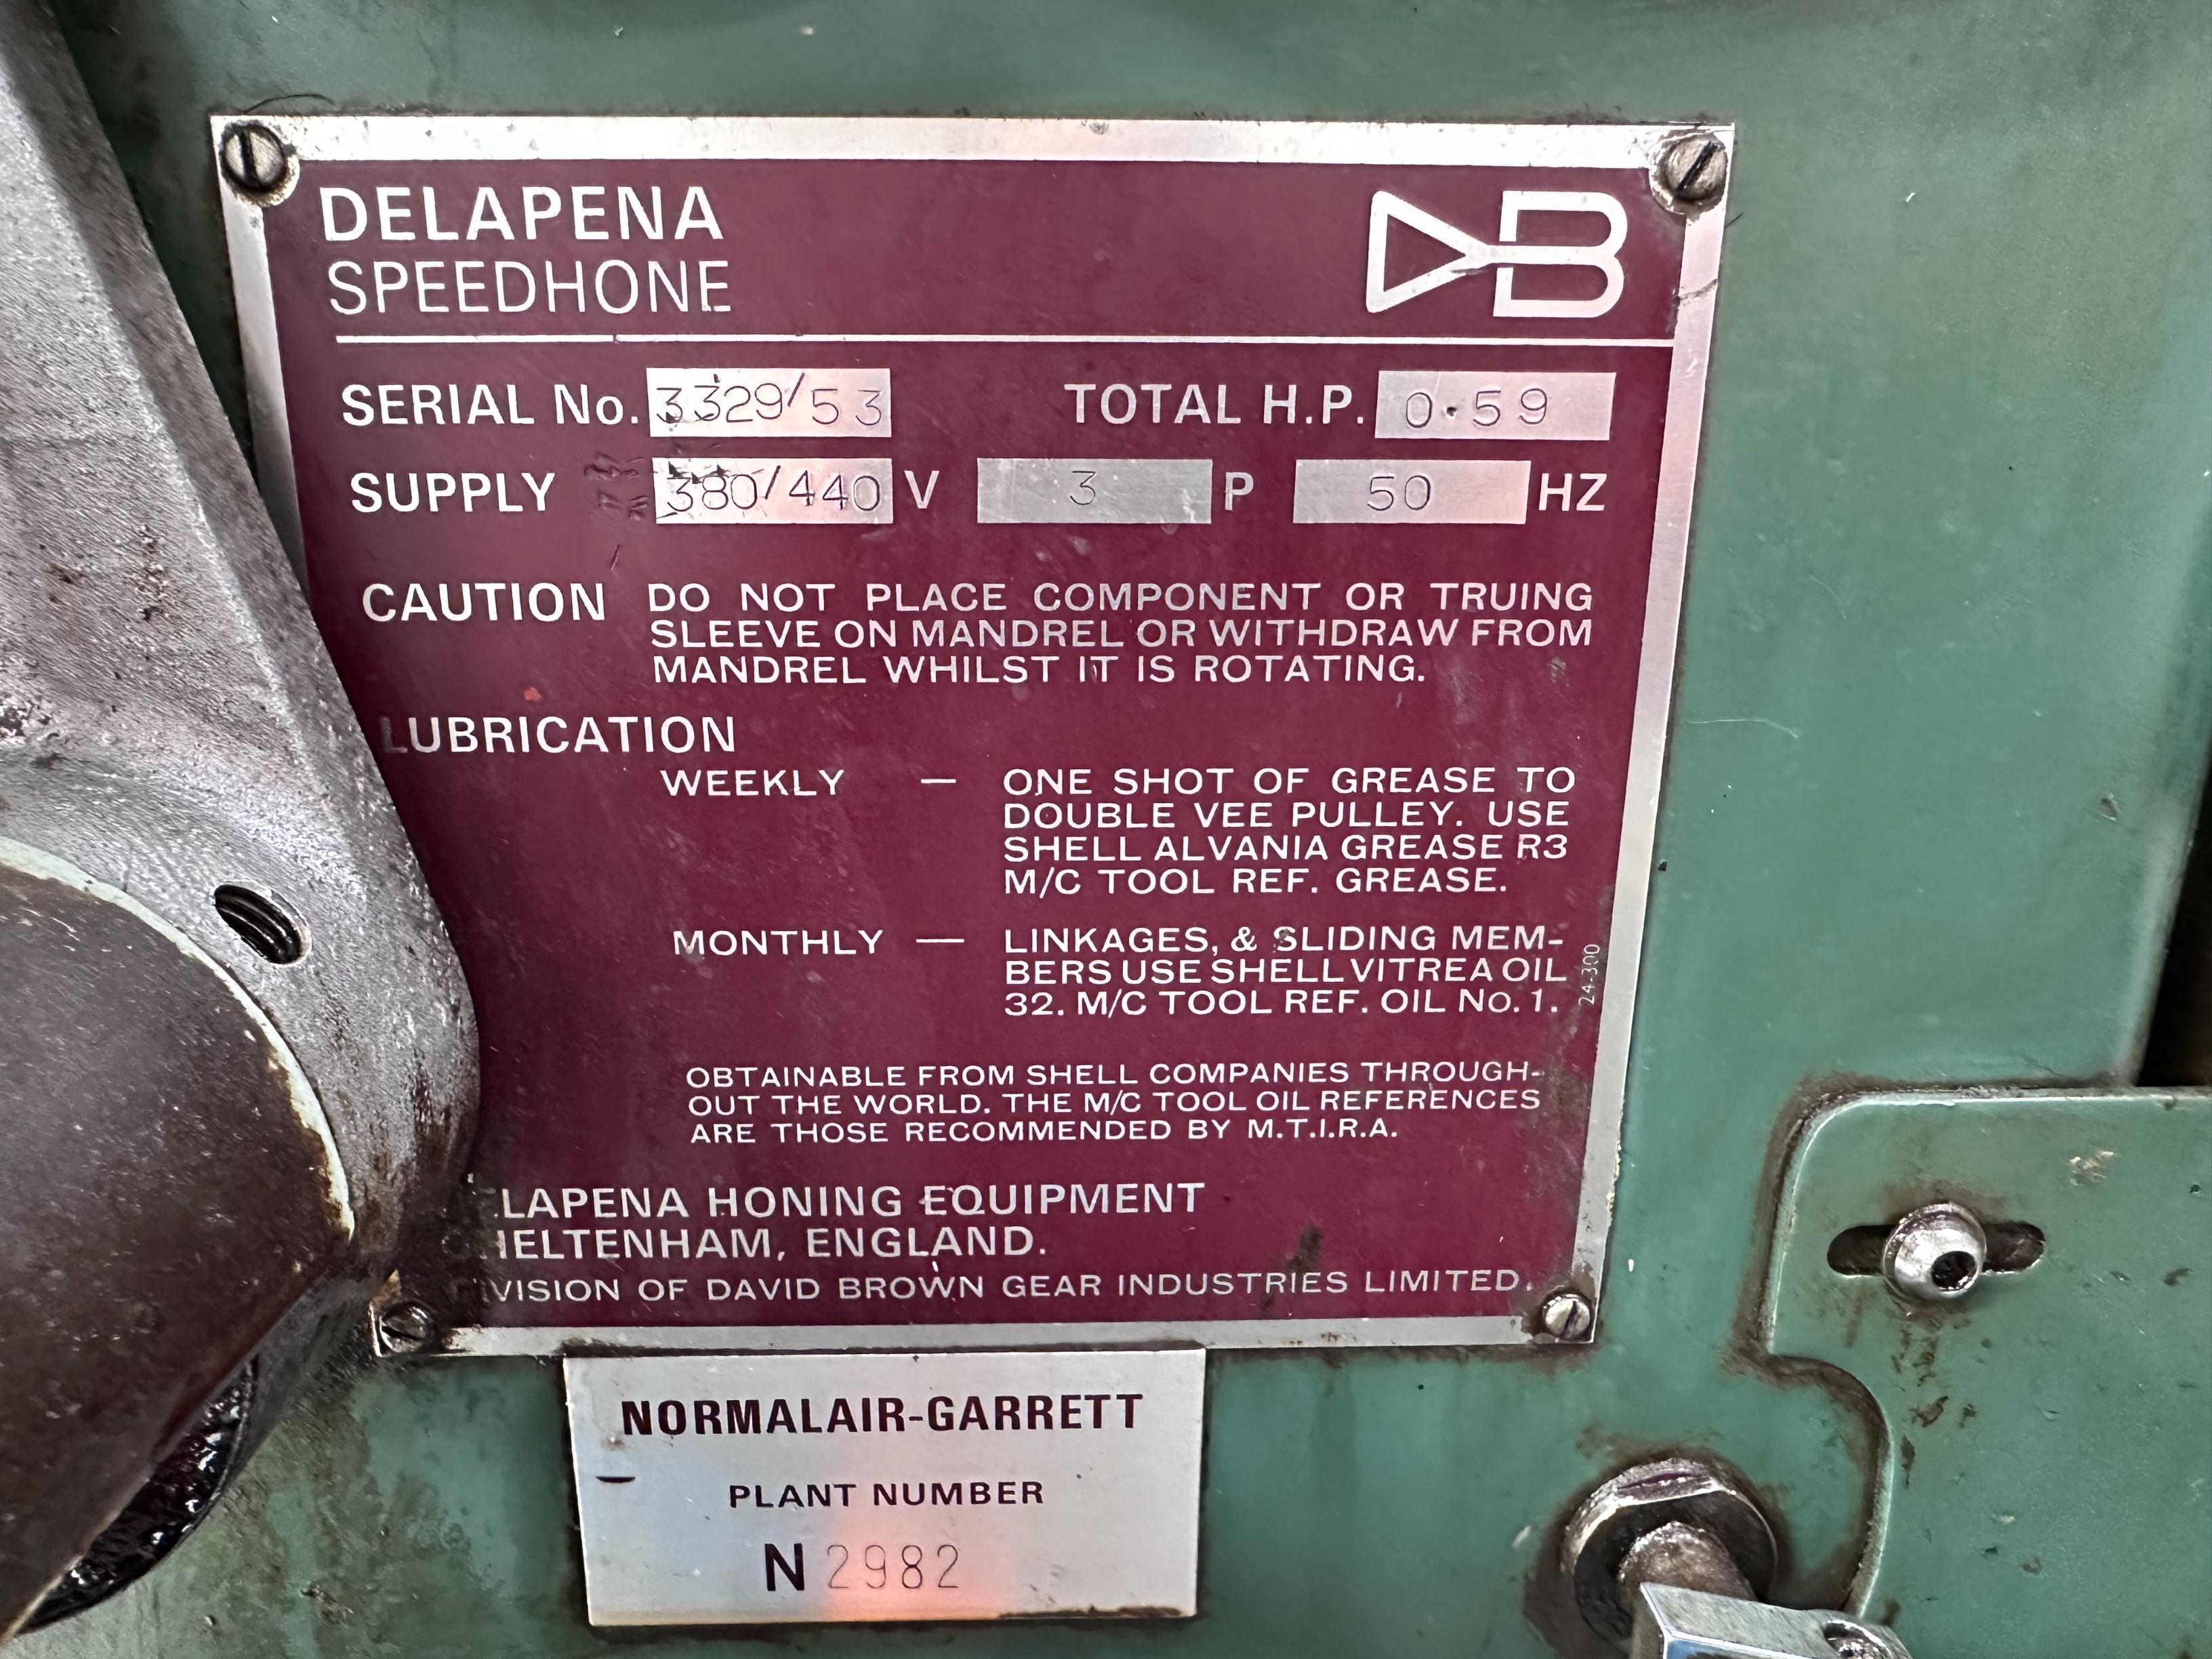 DELAPENA
SPEEDHONE
DB
SERIAL No. 3329/53 TOTAL H.P. 0.59
SUPPLY 380/440 V 3 P 50 HZ
CAUTION DO NOT PLACE COMPONENT OR TRUING
SLEEVE ON MANDREL OR WITHDRAW FROM
MANDREL WHILST IT IS ROTATING.
LUBRICATION
WEEKLY — ONE SHOT OF GREASE TO
DOUBLE VEE PULLEY. USE
SHELL ALVANIA GREASE R3
M/C TOOL REF. GREASE.
MONTHLY — LINKAGES, & SLIDING MEM-
BERS USE SHELL VITREA OIL
32. M/C TOOL REF. OIL No. 1.
24-300
OBTAINABLE FROM SHELL COMPANIES THROUGH-
OUT THE WORLD. THE M/C TOOL OIL REFERENCES
ARE THOSE RECOMMENDED BY M.T.I.R.A.
ELAPENA HONING EQUIPMENT
HELTENHAM, ENGLAND.
IVISION OF DAVID BROWN GEAR INDUSTRIES LIMITED.
NORMALAIR-GARRETT
PLANT NUMBER
N 2982